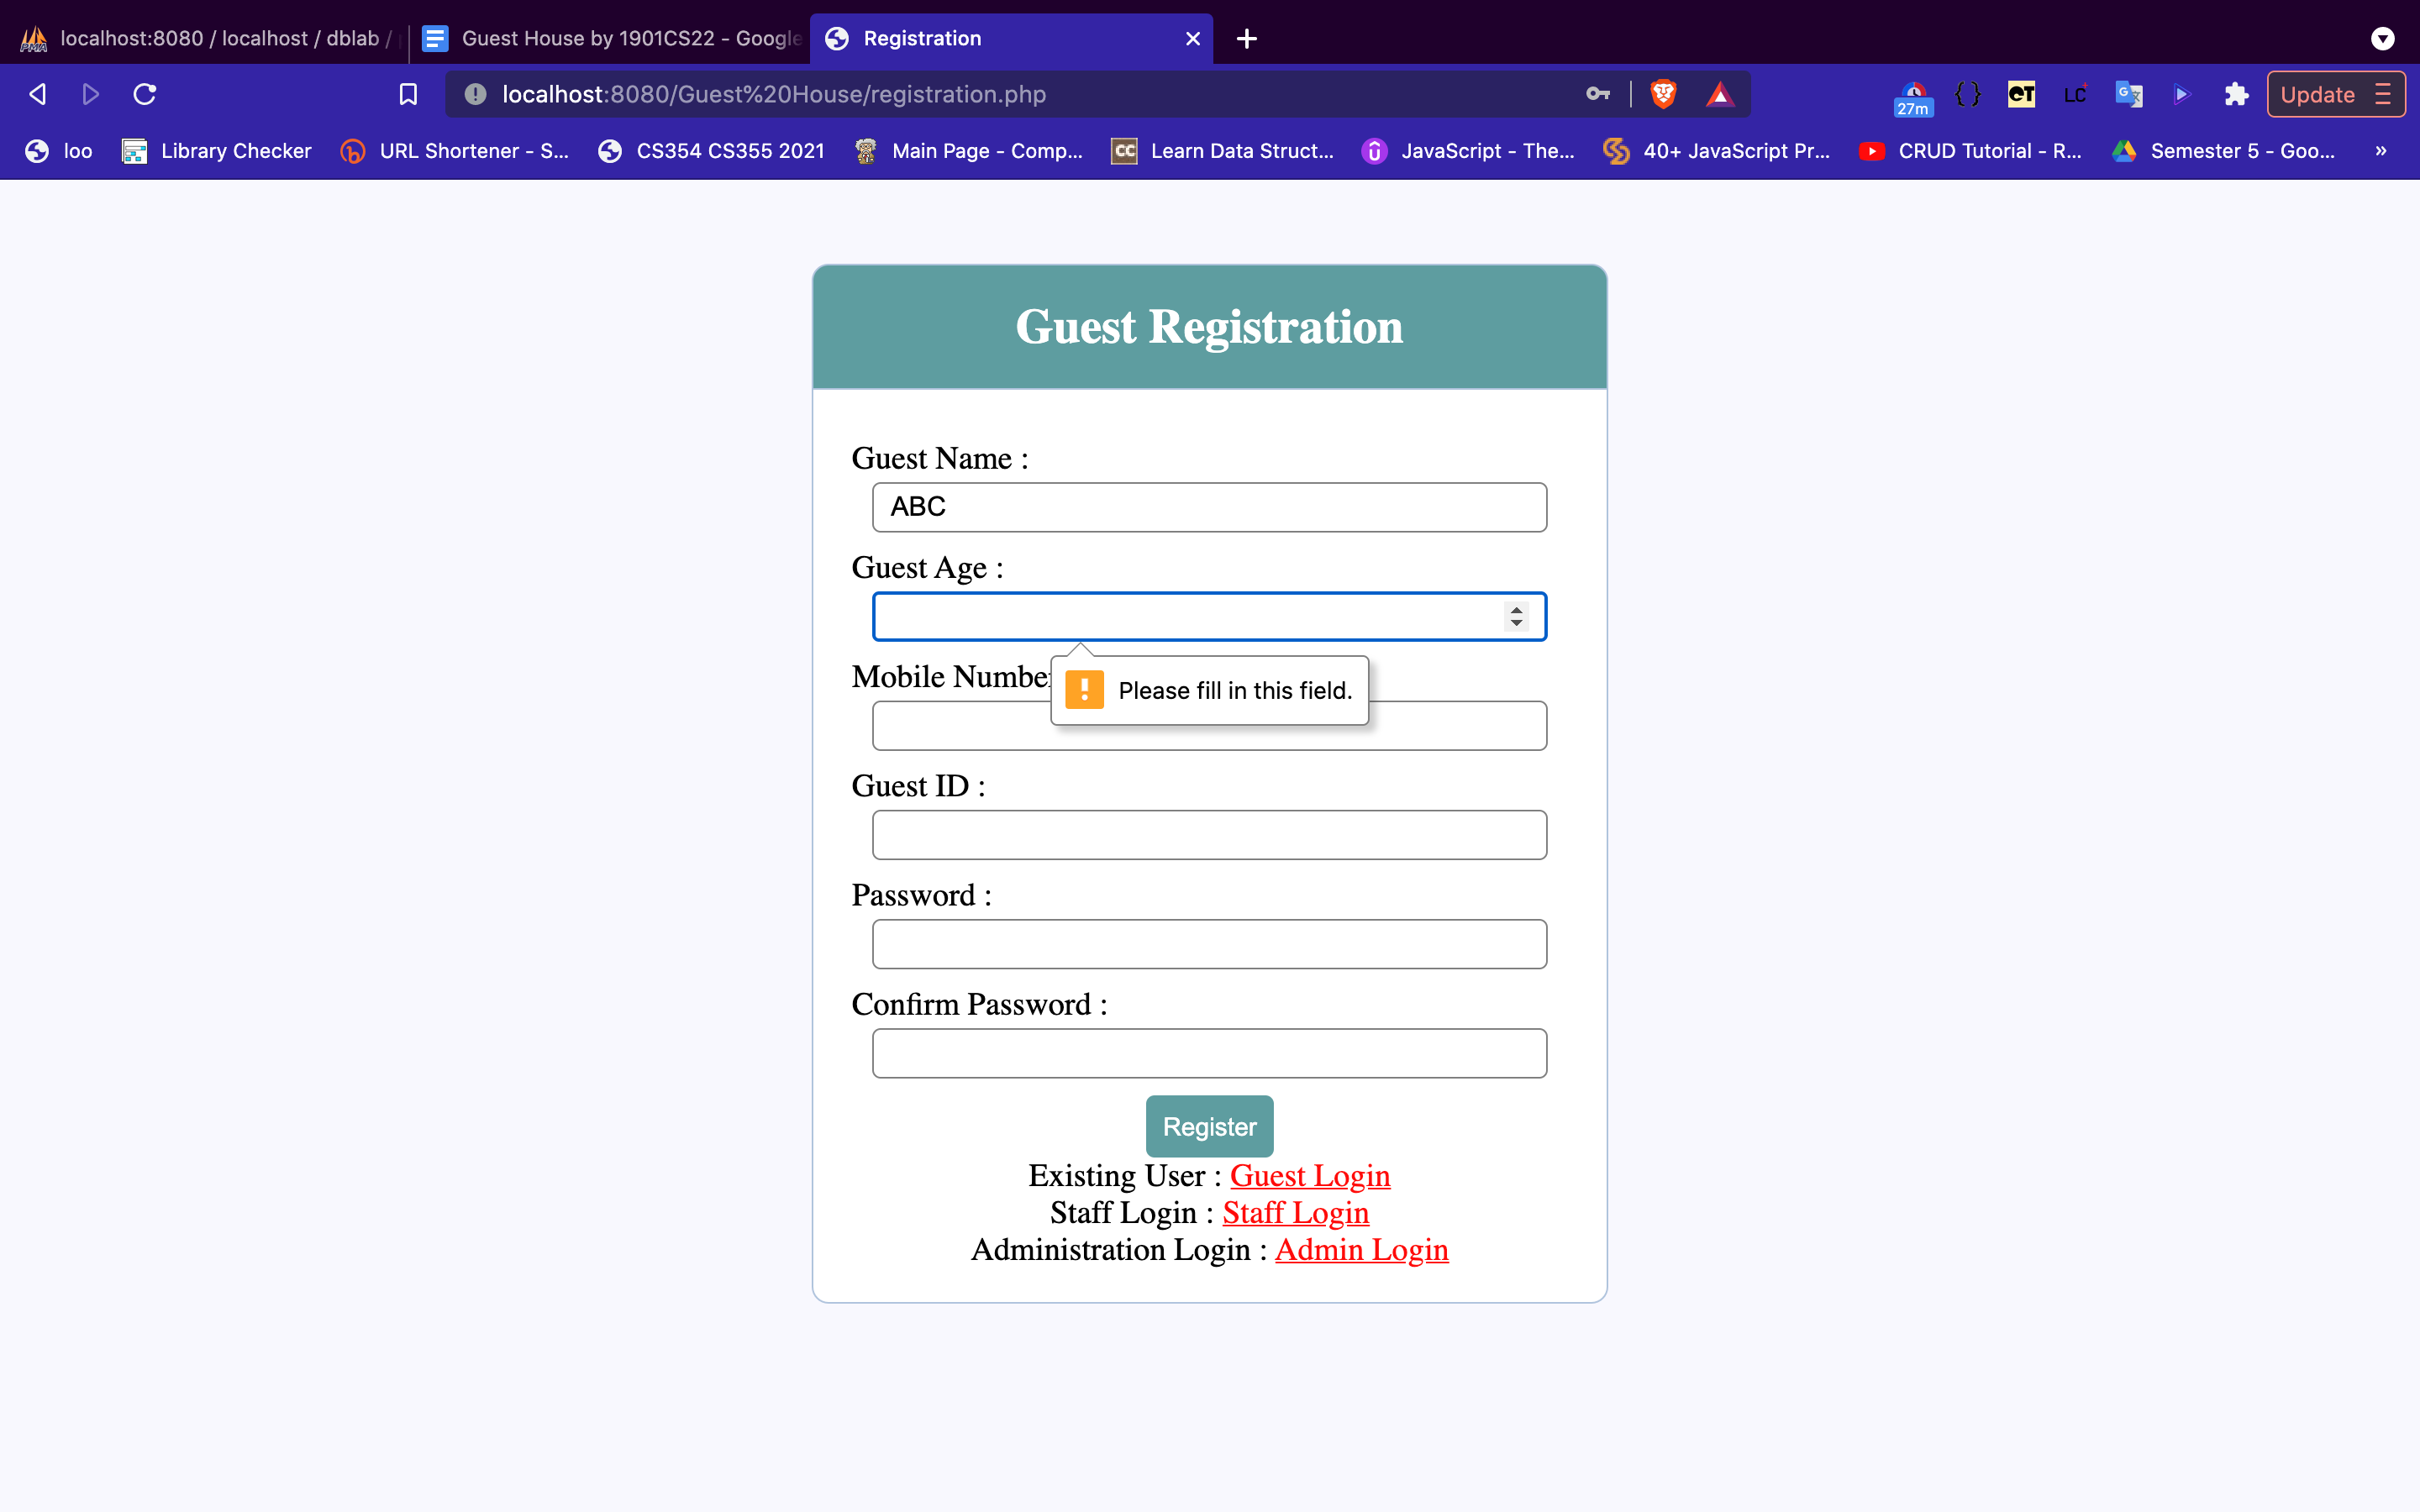 localhost:8080 / localhost / dblab /
Guest House by 1901CS22 - Google
Registration
localhost:8080/Guest%20House/registration.php
27m
LC
Update
loo
Library Checker
URL Shortener - S...
CS354 CS355 2021
Main Page - Comp...
Learn Data Struct...
JavaScript - The...
40+ JavaScript Pr...
CRUD Tutorial - R...
Semester 5 - Goo...
»
Guest Registration
Guest Name :
ABC
Guest Age :
Please fill in this field.
Mobile Number
Guest ID :
Password :
Confirm Password :
Register
Existing User : Guest Login
Staff Login : Staff Login
Administration Login : Admin Login